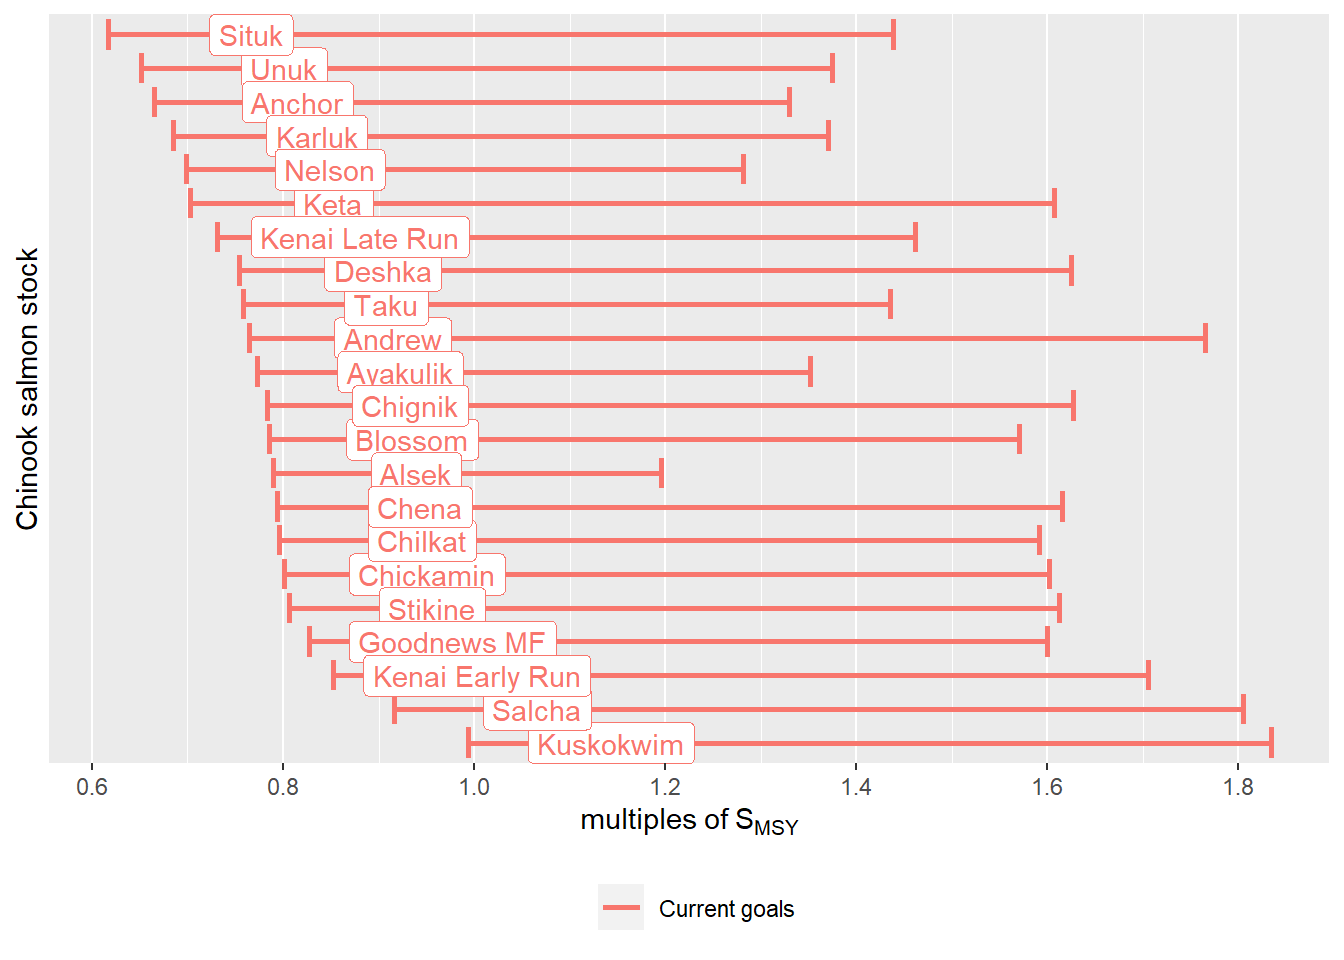 Situk
Unuk
Anchor
Karluk
Nelson
Keta
Kenai Late Run
Deshka
Taku
Andrew
Ayakulik
Chignik
Blossom
Alsek
Chena
Chilkat
Chickamin
Stikine
Goodnews MF
Kenai Early Run
Salcha
Kuskokwim
Chinook salmon stock
0.6 0.8 1.0 1.2 1.4 1.6 1.8
multiples of SMSY
Current goals